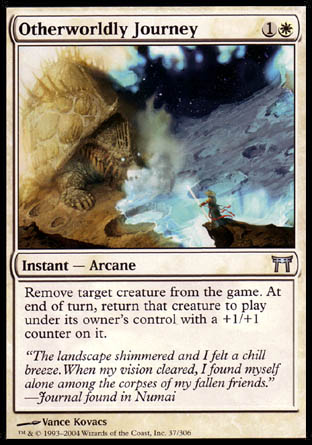 Otherworldly Journey 1
Instant — Arcane
Remove target creature from the game. At
end of turn, return that creature to play
under its owner's control with a +1/+1
counter on it.
"The landscape shimmered and I felt a chill
breeze. When my vision cleared, I found myself
alone among the corpses of my fallen friends."
—Journal found in Numai
Vance Kovacs
™ & © 1993–2004 Wizards of the Coast, Inc. 37/306